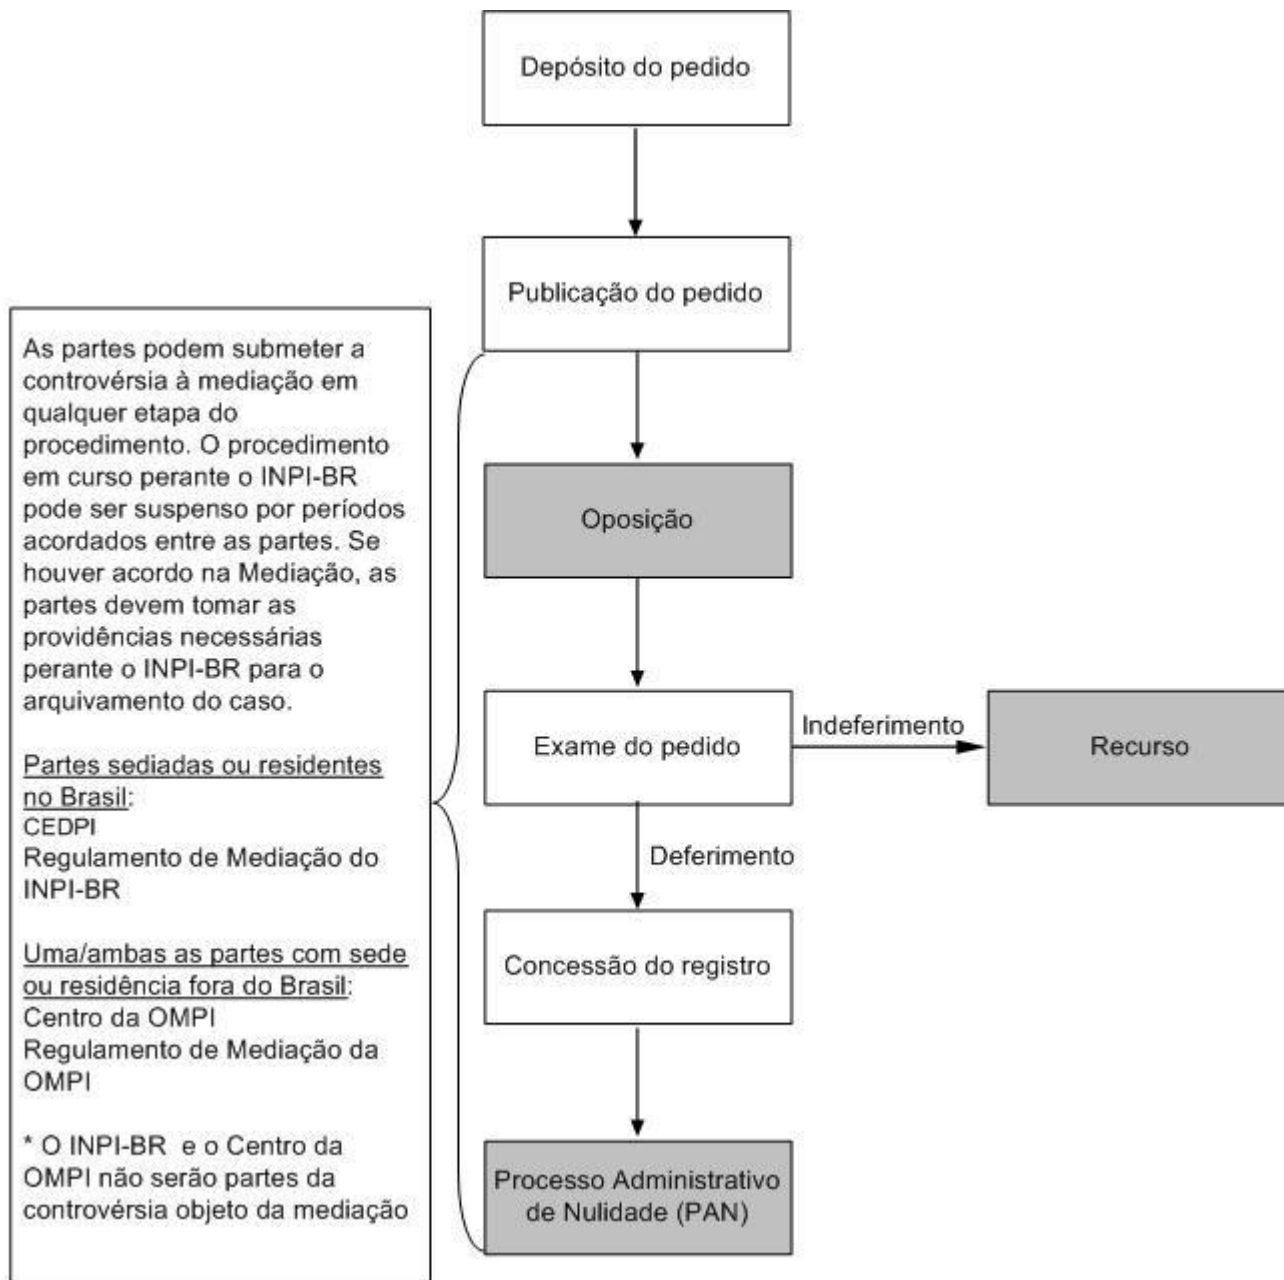 Depósito do pedido
Publicação do pedido
As partes podem submeter a
controvérsia à mediação em
qualquer etapa do
procedimento. O procedimento
em curso perante o INPI-BR
pode ser suspenso por períodos
acordados entre as partes. Se
houver acordo na Mediação, as
partes devem tomar as
providências necessárias
perante o INPI-BR para o
arquivamento do caso.
Partes sediadas ou residentes
no Brasil:
CEDPI
Regulamento de Mediação do
INPI-BR
Uma/ambas as partes com sede
ou residência fora do Brasil:
Centro da OMPI
Regulamento de Mediação da
OMPI
* O INPI-BR e o Centro da
OMPI não serão partes da
controvérsia objeto da mediação
Oposição
Exame do pedido
Indeferimento
Recurso
Deferimento
Concessão do registro
Processo Administrativo
de Nulidade (PAN)